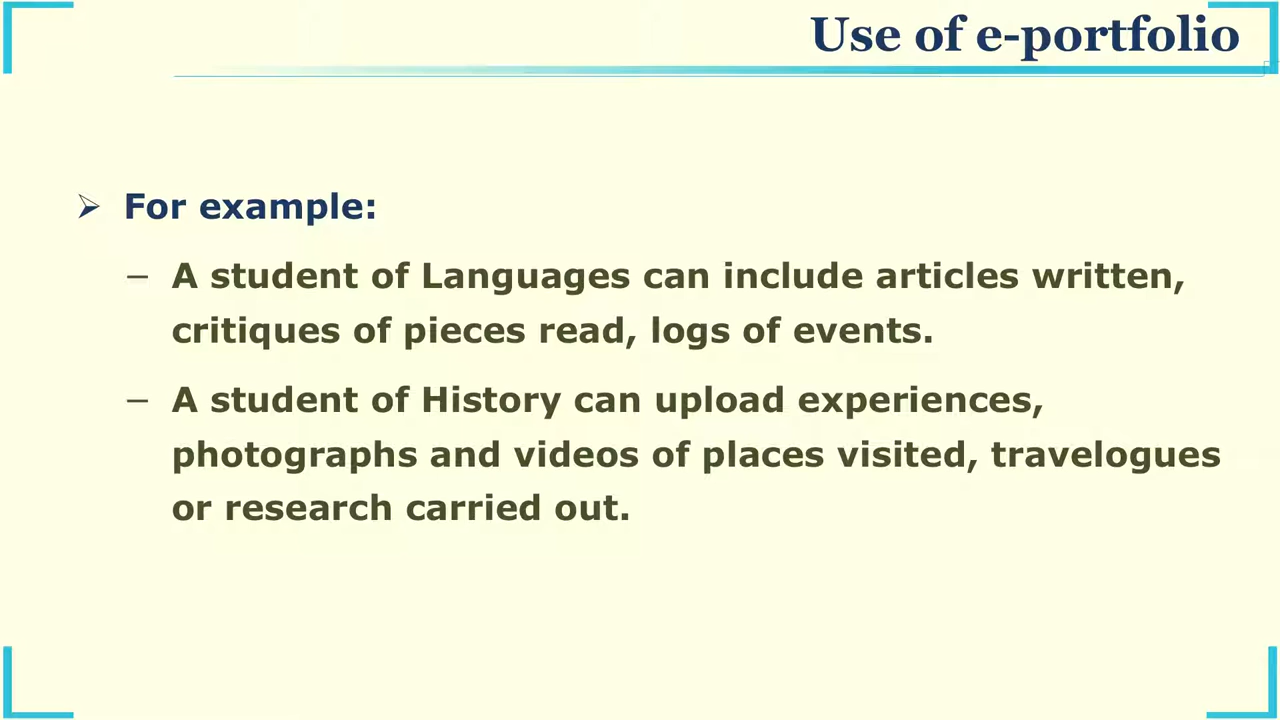 Use of e-portfolio
➢ For example:
– A student of Languages can include articles written,
critiques of pieces read, logs of events.
– A student of History can upload experiences,
photographs and videos of places visited, travelogues
or research carried out.